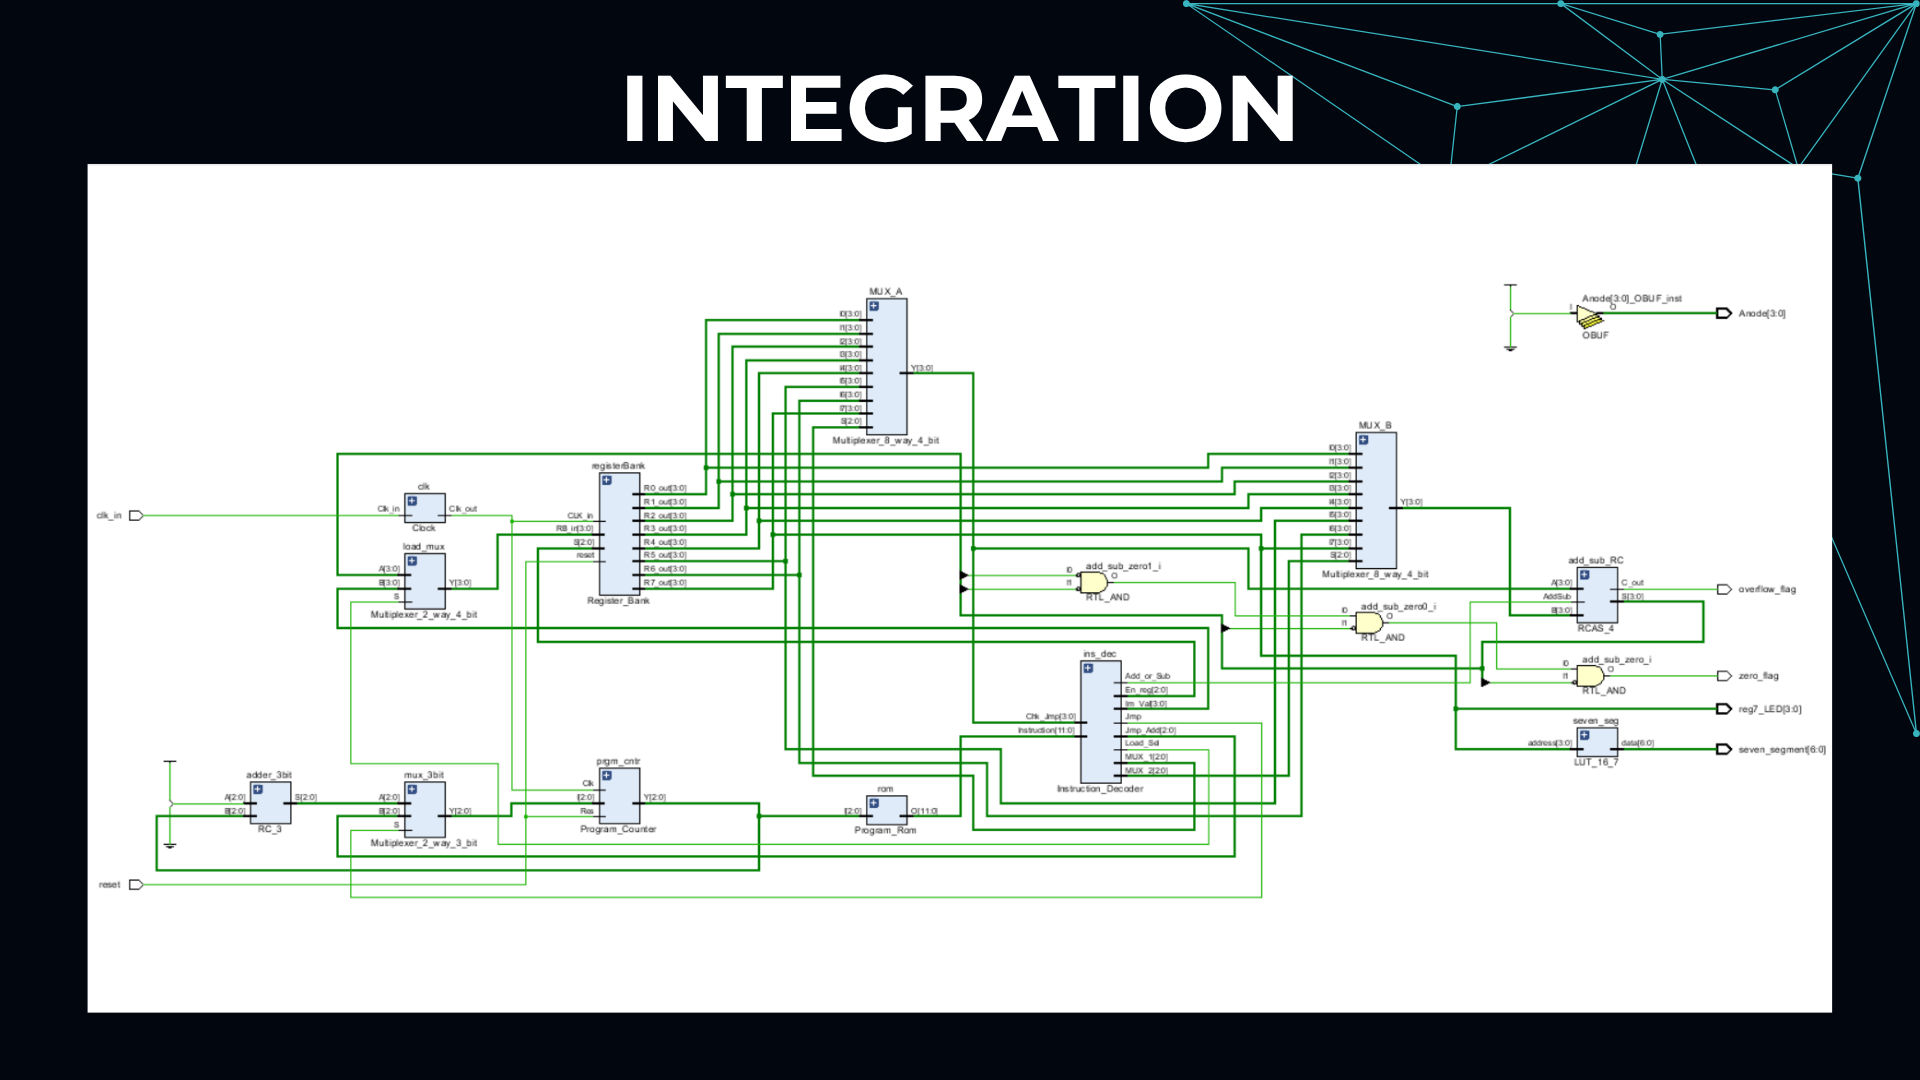 INTEGRATION
MUX_A
I0[3:0]
I1[3:0]
I2[3:0]
I3[3:0]
I4[3:0]
I5[3:0]
I6[3:0]
I7[3:0]
S[2:0]
Y[3:0]
Multiplexer_8_way_4_bit
Anode[3:0]_OBUF_inst
I
O
OBUF
Anode[3:0]
MUX_B
I0[3:0]
I1[3:0]
I2[3:0]
I3[3:0]
I4[3:0]
I5[3:0]
I6[3:0]
I7[3:0]
S[2:0]
Y[3:0]
Multiplexer_8_way_4_bit
registerBank
CLK_in
RB_in[3:0]
S[2:0]
reset
R0_out[3:0]
R1_out[3:0]
R2_out[3:0]
R3_out[3:0]
R4_out[3:0]
R5_out[3:0]
R6_out[3:0]
R7_out[3:0]
Register_Bank
clk_in
clk
Clk_in
Clk_out
Clock
load_mux
A[3:0]
B[3:0]
S
Y[3:0]
Multiplexer_2_way_4_bit
add_sub_zero1_i
I0
I1
O
RTL_AND
add_sub_zero0_i
I0
I1
O
RTL_AND
add_sub_RC
A[3:0]
AddSub
B[3:0]
C_out
S[3:0]
RCAS_4
overflow_flag
add_sub_zero_i
I0
I1
O
RTL_AND
zero_flag
reg7_LED[3:0]
seven_seg
address[3:0]
data[6:0]
LUT_16_7
seven_segment[6:0]
ins_dec
Chk_Jmp[3:0]
Instruction[11:0]
Add_or_Sub
En_reg[2:0]
Im_Val[3:0]
Jmp
Jmp_Add[2:0]
Load_Sel
MUX_1[2:0]
MUX_2[2:0]
Instruction_Decoder
adder_3bit
A[2:0]
B[2:0]
S[2:0]
RC_3
mux_3bit
A[2:0]
B[2:0]
S
Y[2:0]
Multiplexer_2_way_3_bit
prgm_cntr
Clk
I[2:0]
Res
Y[2:0]
Program_Counter
rom
I[2:0]
O[11:0]
Program_Rom
reset